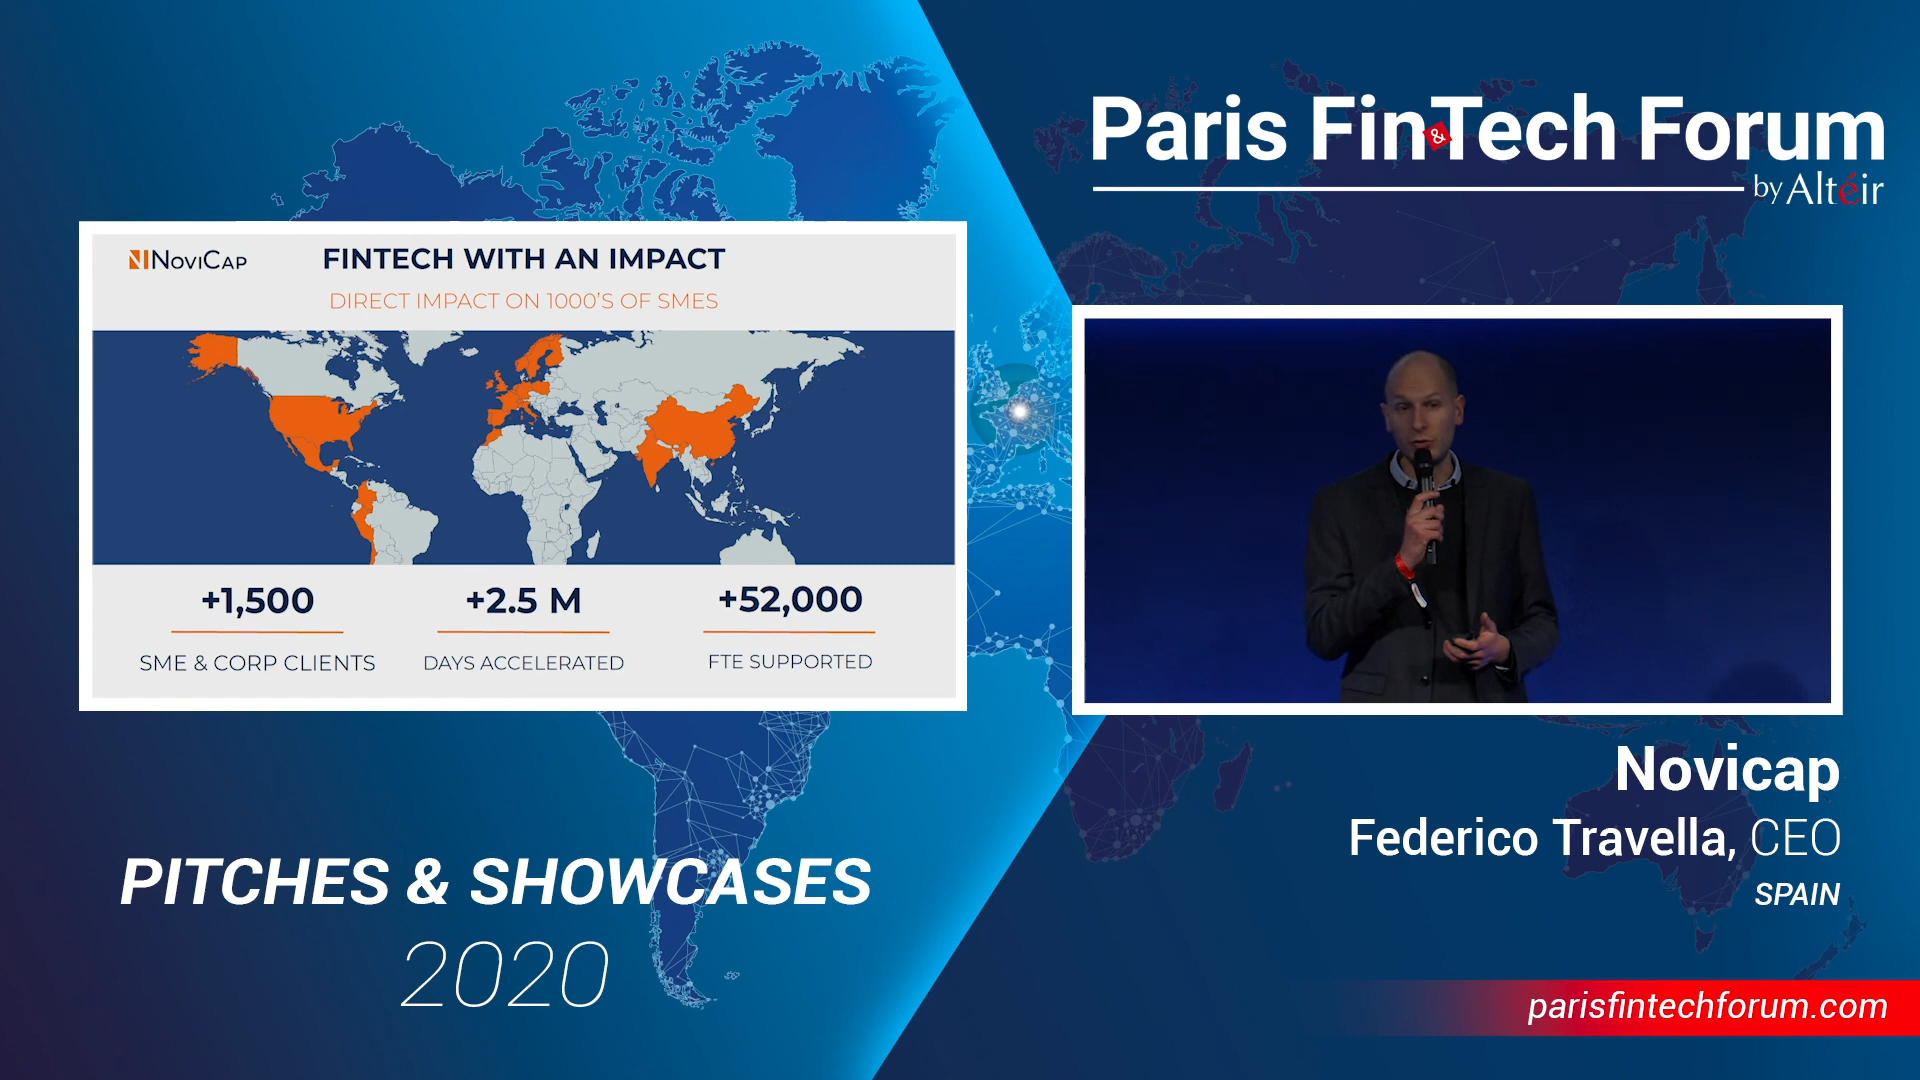 Paris Fin&Tech Forum
by Altéir
NOVICAP
FINTECH WITH AN IMPACT
DIRECT IMPACT ON 1000'S OF SMES
+1,500
+2.5 M
+52,000
SME & CORP CLIENTS
DAYS ACCELERATED
FTE SUPPORTED
Novicap
Federico Travella, CEO
SPAIN
PITCHES & SHOWCASES
2020
parisfintechforum.com